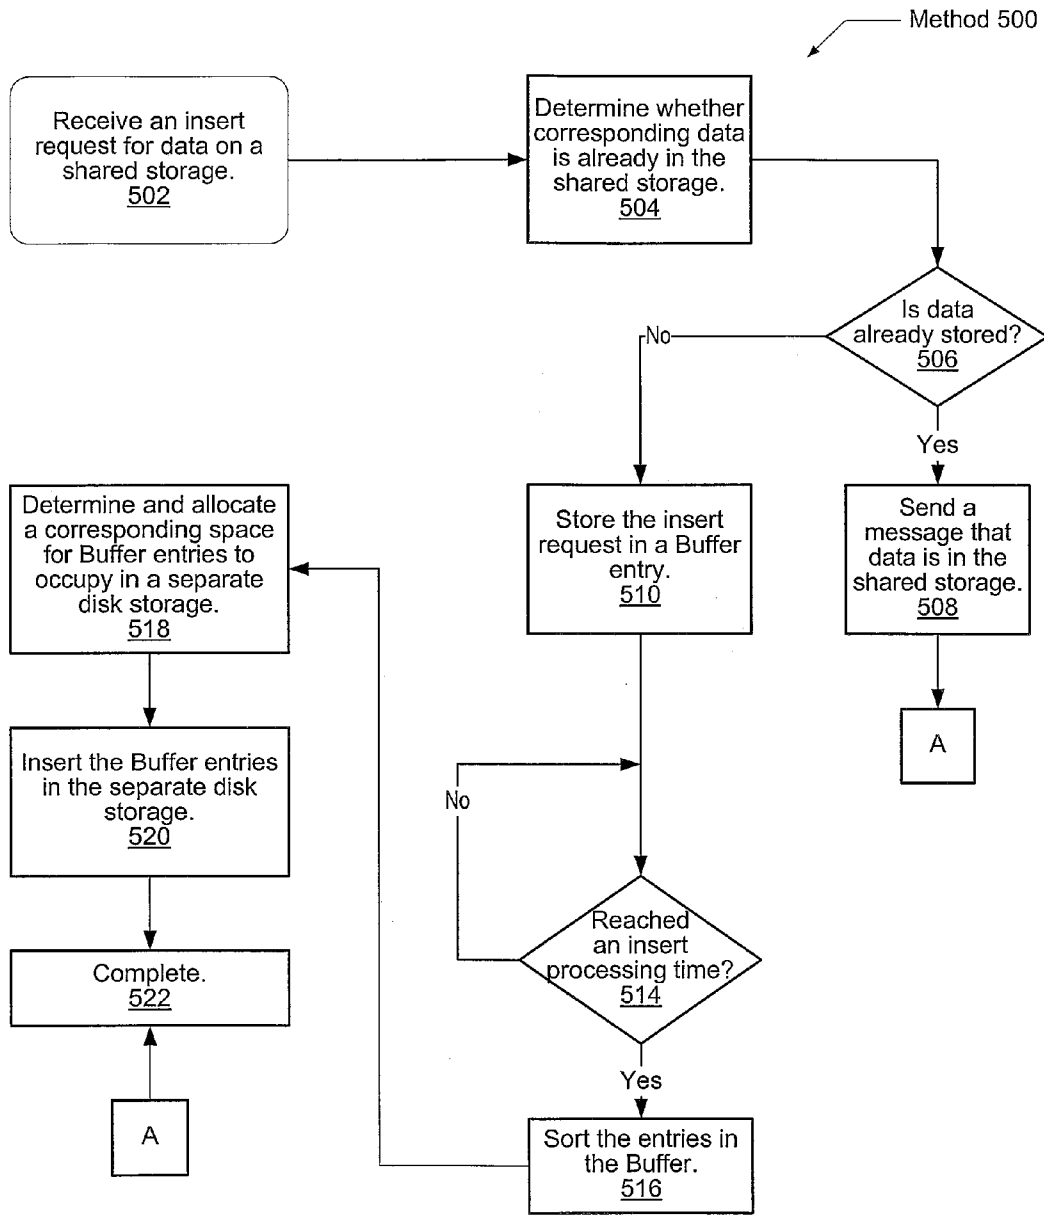 Method 500
Receive an insert
request for data on a
shared storage.
502
Determine whether
corresponding data
is already in the
shared storage.
504
Is data
already stored?
506
No
Yes
Send a
message that
data is in the
shared storage.
508
A
Store the insert
request in a Buffer
entry.
510
No
Reached
an insert
processing time?
514
Yes
Sort the entries in
the Buffer.
516
Determine and allocate
a corresponding space
for Buffer entries to
occupy in a separate
disk storage.
518
Insert the Buffer entries
in the separate disk
storage.
520
Complete.
522
A